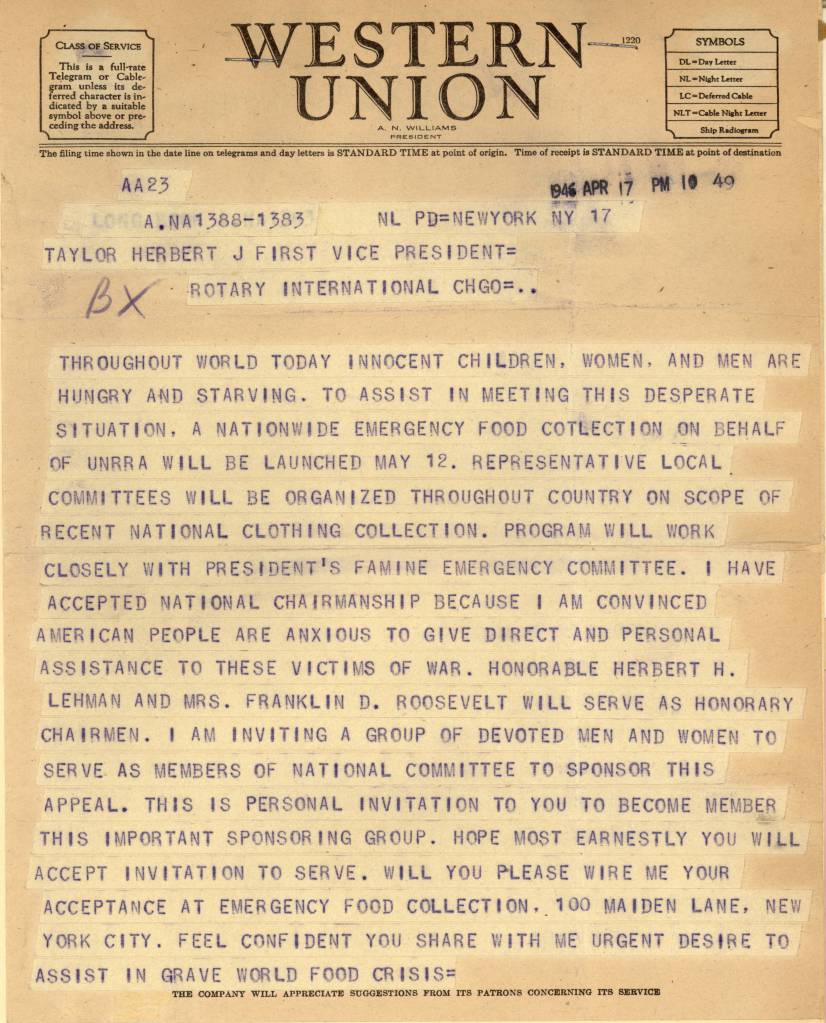 CLASS OF SERVICE
This is a full-rate
Telegram or Cable-
gram unless its de-
ferred character is in-
dicated by a suitable
symbol above or pre-
ceding the address.
WESTERN
UNION
A. N. WILLIAMS
PRESIDENT
1220
SYMBOLS
DL=Day Letter
NL=Night Letter
LC=Deferred Cable
NLT=Cable Night Letter
Ship Radiogram
The filing time shown in the date line on telegrams and day letters is STANDARD TIME at point of origin. Time of receipt is STANDARD TIME at point of destination
AA23
1946 APR 17 PM 10 49
A.NA1388-1383 NL PD=NEWYORK NY 17
TAYLOR HERBERT J FIRST VICE PRESIDENT=
BX
ROTARY INTERNATIONAL CHGO=..
THROUGHOUT WORLD TODAY INNOCENT CHILDREN, WOMEN, AND MEN ARE
HUNGRY AND STARVING. TO ASSIST IN MEETING THIS DESPERATE
SITUATION, A NATIONWIDE EMERGENCY FOOD COTLECTION ON BEHALF
OF UNRRA WILL BE LAUNCHED MAY 12. REPRESENTATIVE LOCAL
COMMITTEES WILL BE ORGANIZED THROUGHOUT COUNTRY ON SCOPE OF
RECENT NATIONAL CLOTHING COLLECTION. PROGRAM WILL WORK
CLOSELY WITH PRESIDENT'S FAMINE EMERGENCY COMMITTEE. I HAVE
ACCEPTED NATIONAL CHAIRMANSHIP BECAUSE I AM CONVINCED
AMERICAN PEOPLE ARE ANXIOUS TO GIVE DIRECT AND PERSONAL
ASSISTANCE TO THESE VICTIMS OF WAR. HONORABLE HERBERT H.
LEHMAN AND MRS. FRANKLIN D. ROOSEVELT WILL SERVE AS HONORARY
CHAIRMEN. I AM INVITING A GROUP OF DEVOTED MEN AND WOMEN TO
SERVE AS MEMBERS OF NATIONAL COMMITTEE TO SPONSOR THIS
APPEAL. THIS IS PERSONAL INVITATION TO YOU TO BECOME MEMBER
THIS IMPORTANT SPONSORING GROUP. HOPE MOST EARNESTLY YOU WILL
ACCEPT INVITATION TO SERVE. WILL YOU PLEASE WIRE ME YOUR
ACCEPTANCE AT EMERGENCY FOOD COLLECTION, 100 MAIDEN LANE, NEW
YORK CITY. FEEL CONFIDENT YOU SHARE WITH ME URGENT DESIRE TO
ASSIST IN GRAVE WORLD FOOD CRISIS=
THE COMPANY WILL APPRECIATE SUGGESTIONS FROM ITS PATRONS CONCERNING ITS SERVICE